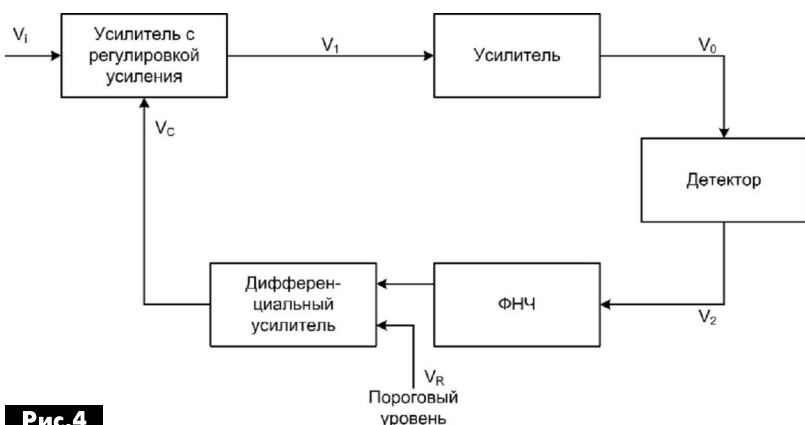 Vi
Усилитель с
регулировкой
усиления
V1
Усилитель
V0
VC
Детектор
Дифферен-
циальный
усилитель
ФНЧ
V2
VR
Пороговый
уровень
Рис.4